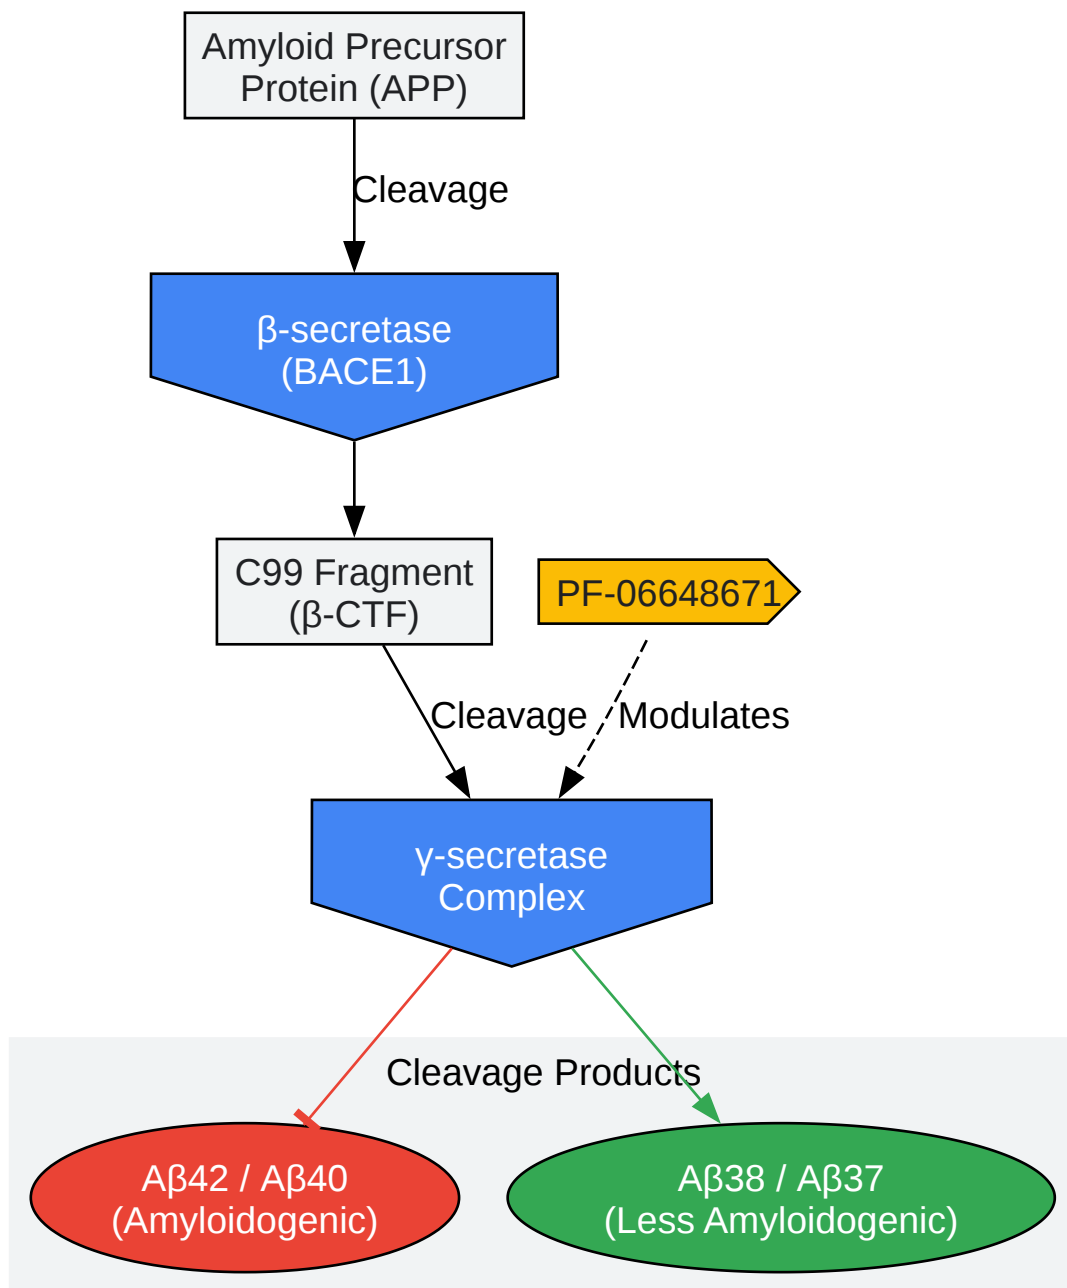 Amyloid Precursor
Protein (APP)
Cleavage
β-secretase
(BACE1)
C99 Fragment
(β-CTF)
PF-06648671
Cleavage
Modulates
γ-secretase
Complex
Cleavage Products
Aβ42 / Aβ40
(Amyloidogenic)
Aβ38 / Aβ37
(Less Amyloidogenic)